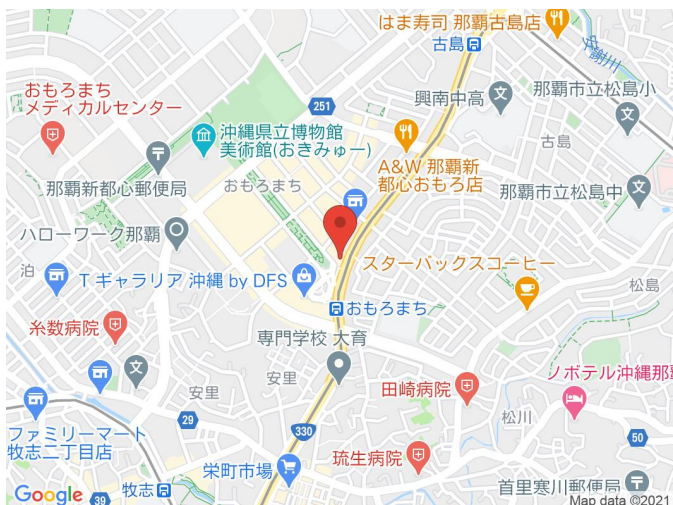 はま寿司 那覇古島店
古島
おもろまち
メディカルセンター
251
興南中高
那覇市立松島小
沖縄県立博物館
美術館(おきみゅー)
古島
A&W 那覇新
都心おもろ店
那覇新都心郵便局
おもろまち
那覇市立松島中
ハローワーク那覇
スターバックスコーヒー
泊
T ギャラリア 沖縄 by DFS
松島
おもろまち
糸数病院
専門学校 大育
安里
安里
田崎病院
ノボテル沖縄那覇
松川
29
330
50
ファミリーマート
牧志二丁目店
栄町市場
琉生病院
牧志
39
首里寒川郵便局
Google
Map data ©2021